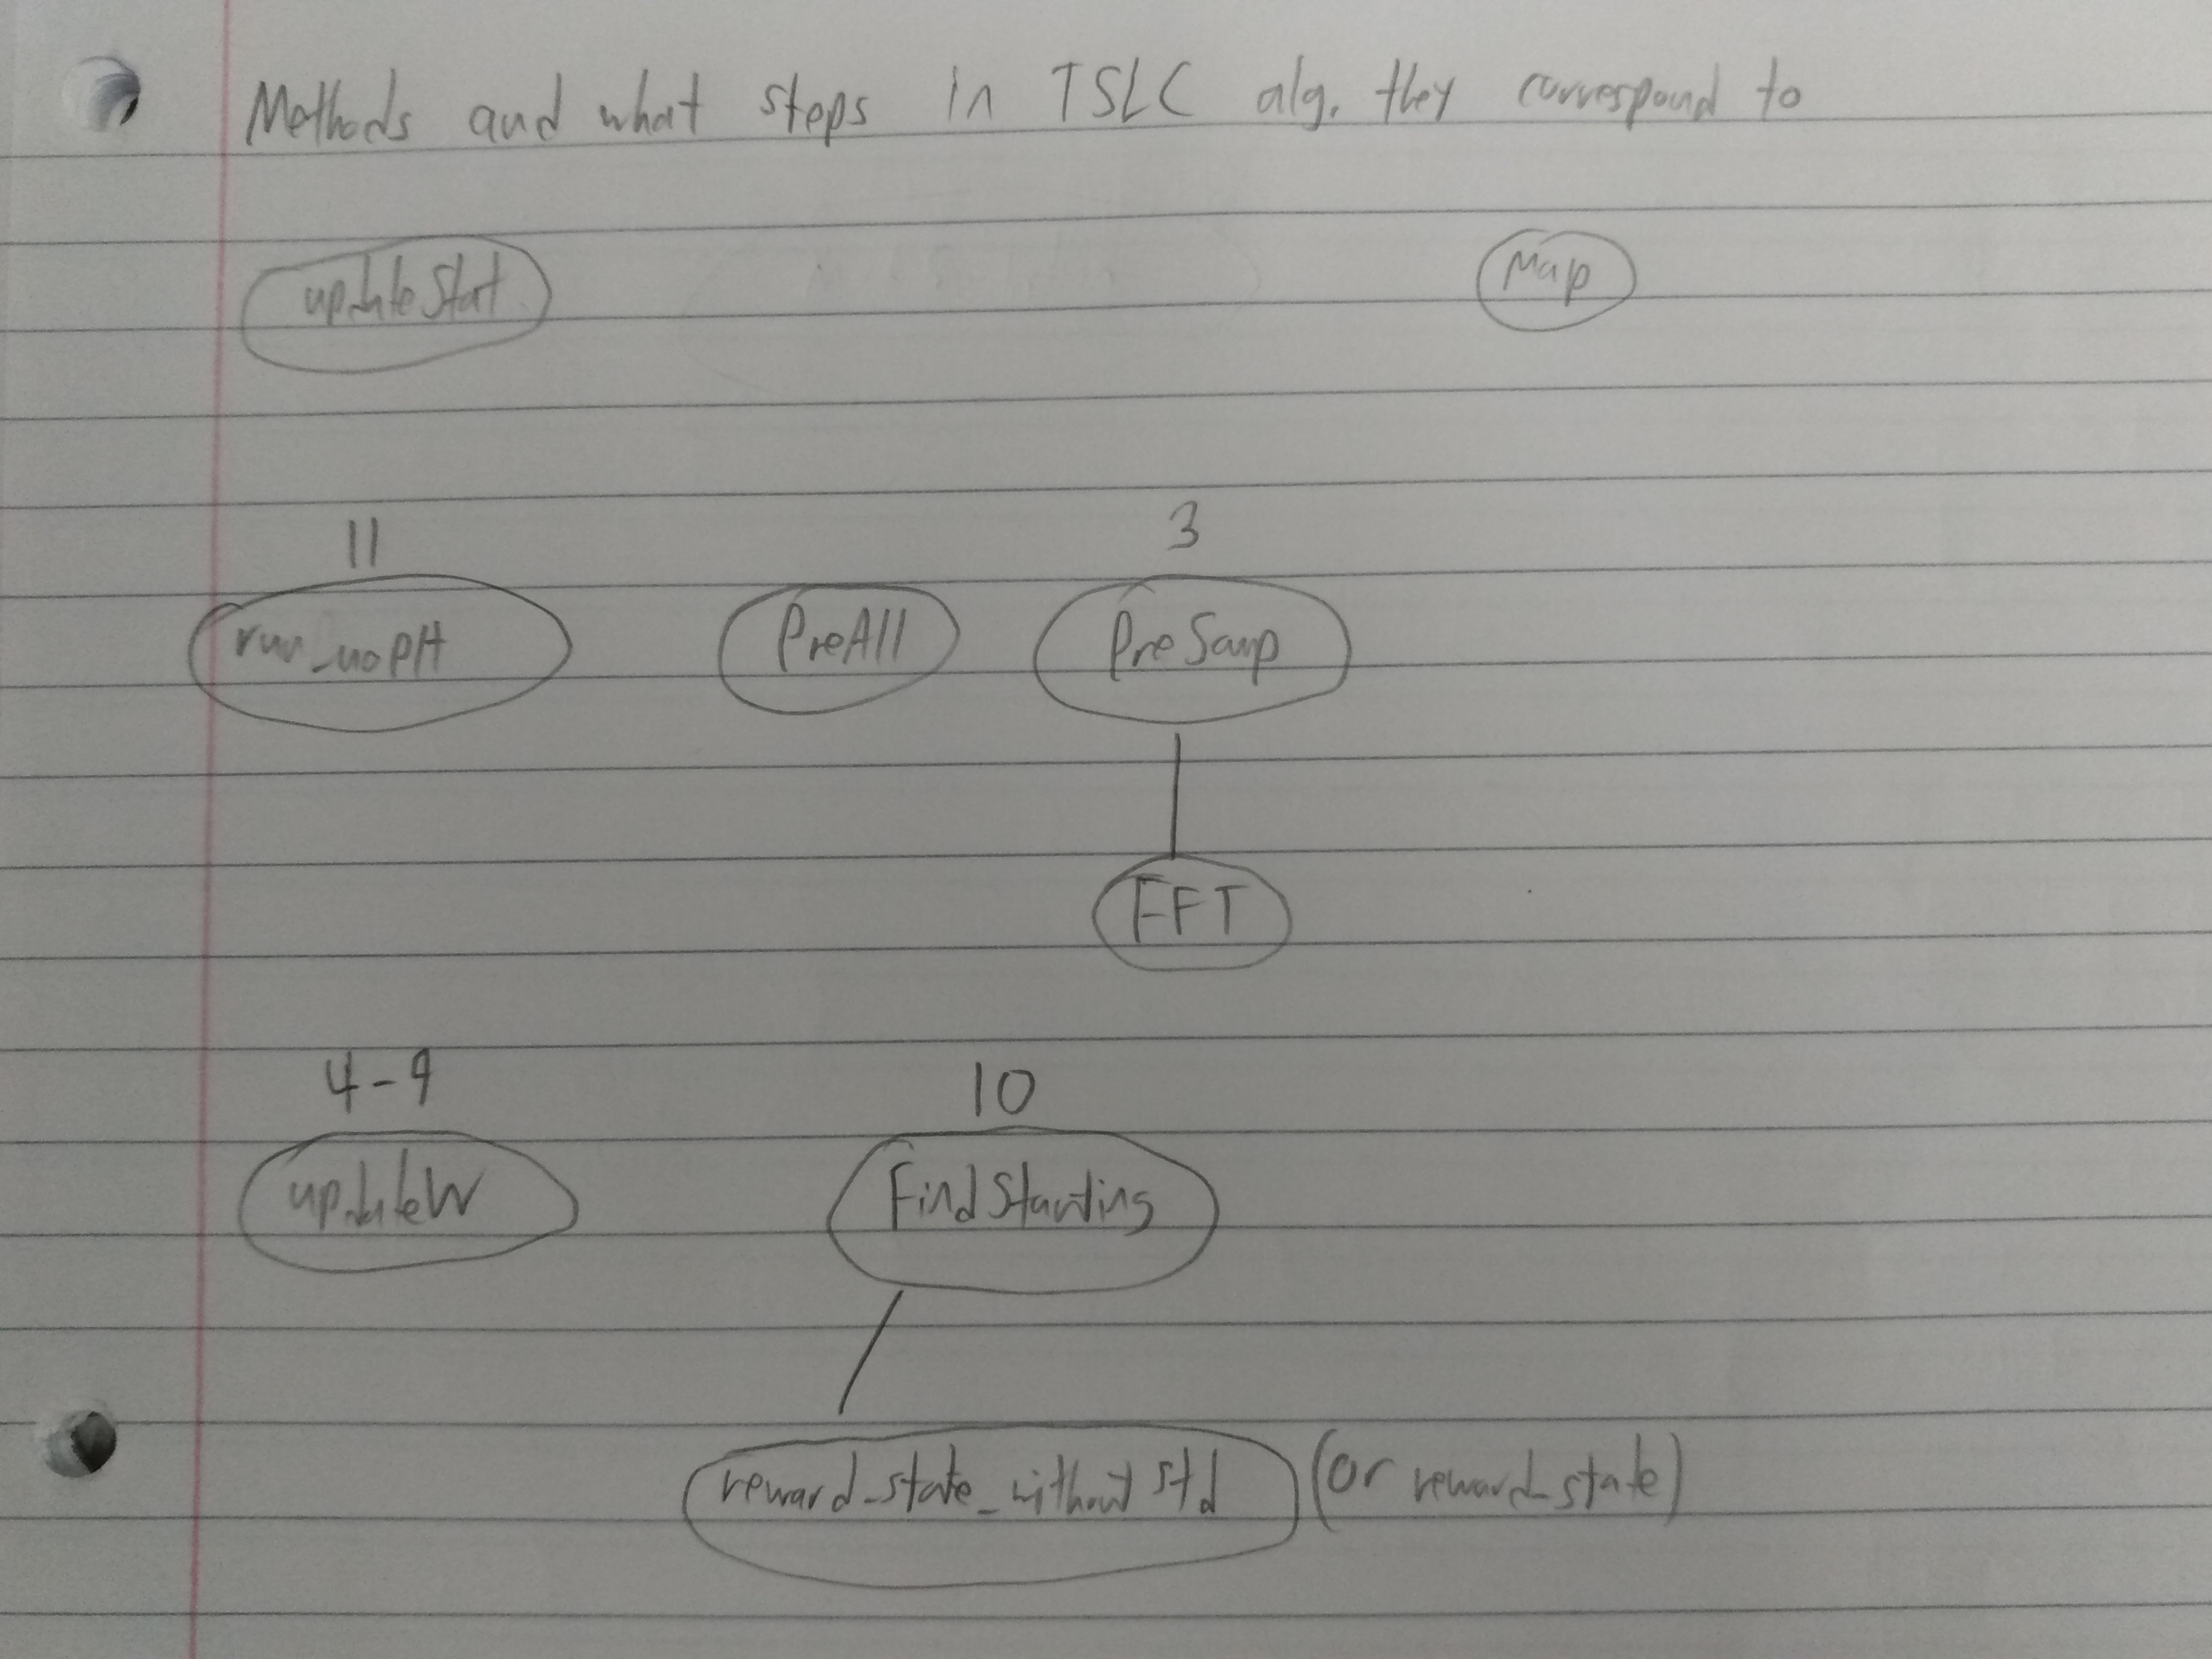 Methods and what steps in TSLC alg. they correspond to
updateStat Map
11 3
run_noPH PreAll PreSamp
FFT
4-9 10
updateW FindStarting
reward_state_without std (or reward_state)